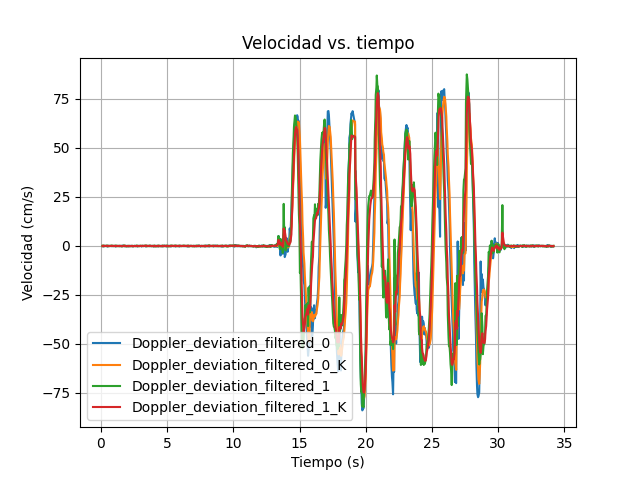 Velocidad vs. tiempo
75
50
25
0
−25
−50
−75
Velocidad (cm/s)
Doppler_deviation_filtered_0
Doppler_deviation_filtered_0_K
Doppler_deviation_filtered_1
Doppler_deviation_filtered_1_K
0 5 10 15 20 25 30 35
Tiempo (s)